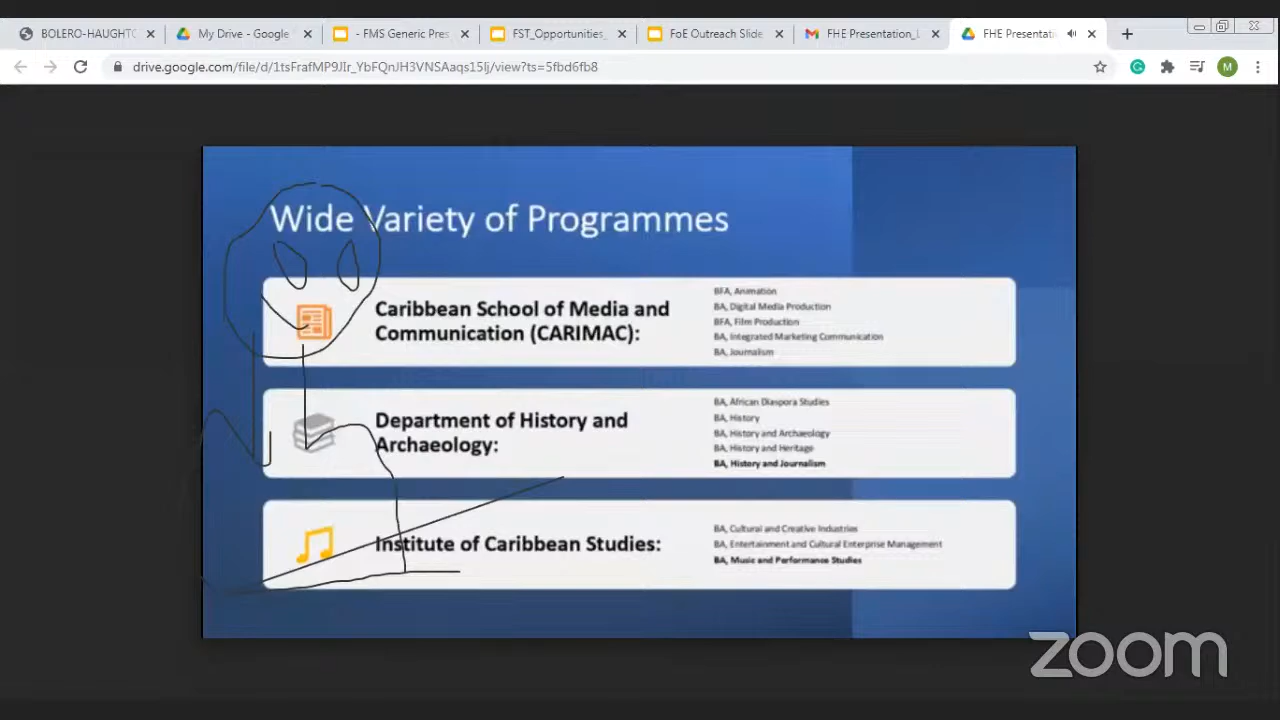 BOLERO-HAUGHTC
My Drive - Google
- FMS Generic Pres
FST_Opportunities_
FoE Outreach Slide
FHE Presentation_L
FHE Presentati
drive.google.com/file/d/1tsFrafMP9JIr_YbFQnJH3VNSAaqs15lj/view?ts=5fbd6fb8
M
Wide Variety of Programmes
Caribbean School of Media and
Communication (CARIMAC):
BFA, Animation
BA, Digital Media Production
BFA, Film Production
BA, Integrated Marketing Communication
BA, Journalism
Department of History and
Archaeology:
BA, African Diaspora Studies
BA, History
BA, History and Archaeology
BA, History and Heritage
BA, History and Journalism
Institute of Caribbean Studies:
BA, Cultural and Creative Industries
BA, Entertainment and Cultural Enterprise Management
BA, Music and Performance Studies
zoom